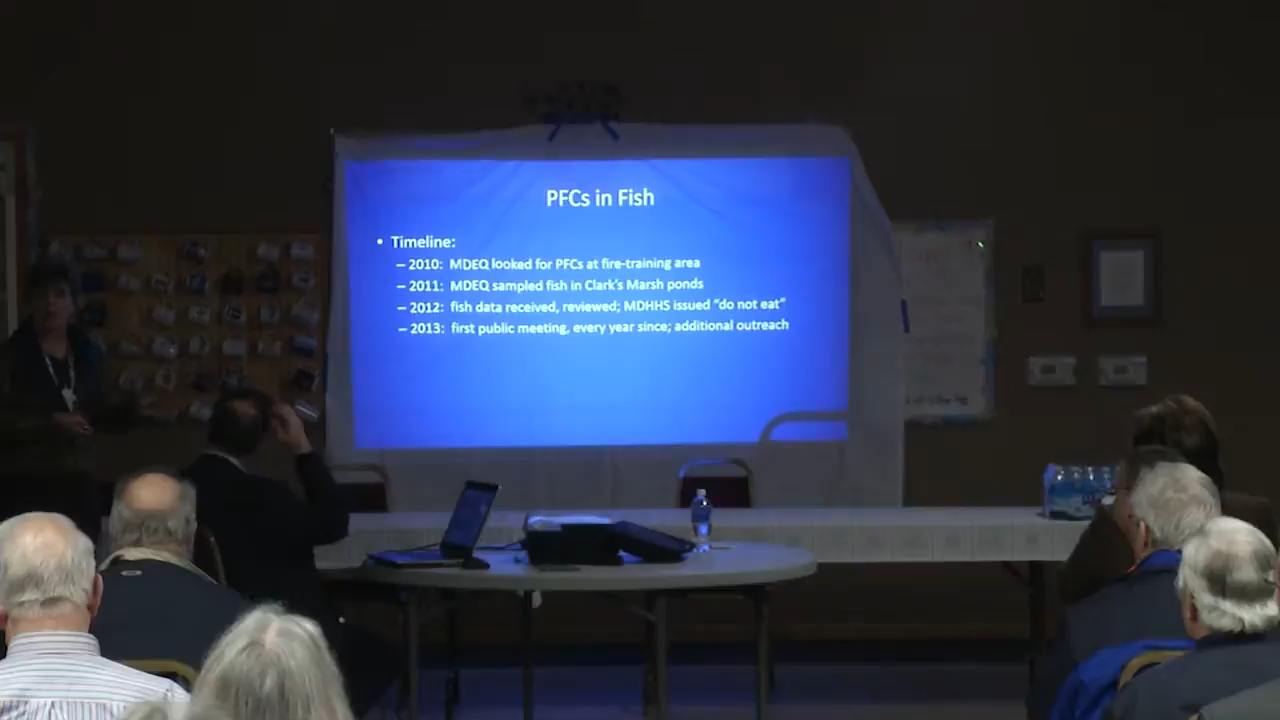 PFCs in Fish
• Timeline:
– 2010: MDEQ looked for PFCs at fire-training area
– 2011: MDEQ sampled fish in Clark's Marsh ponds
– 2012: fish data received, reviewed; MDHHS issued "do not eat"
– 2013: first public meeting, every year since; additional outreach